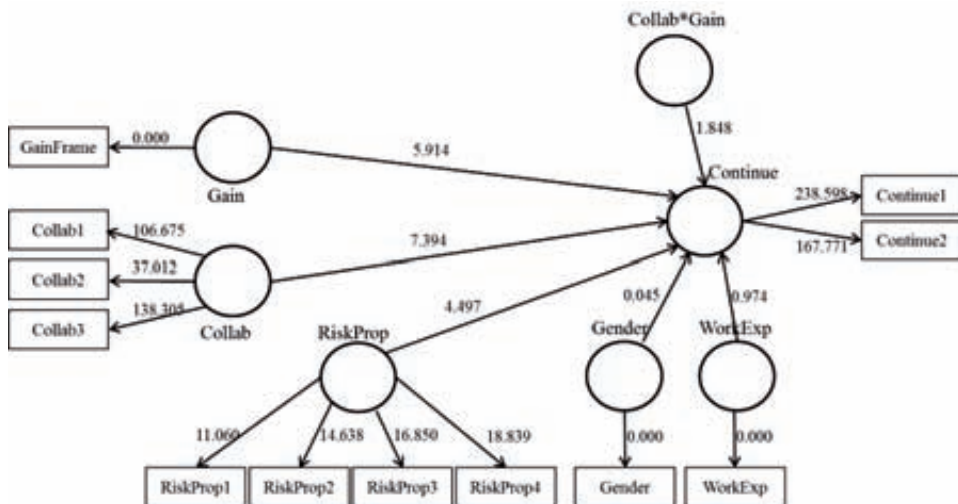 Collab*Gain
1.848
GainFrame
0.000
Gain
5.914
Continue
238.598
Continue1
167.771
Continue2
Collab1
106.675
Collab2
37.012
Collab3
138.305
Collab
7.394
RiskProp
4.497
Gender
0.045
WorkExp
0.974
11.060
14.638
16.850
18.839
0.000
0.000
RiskProp1
RiskProp2
RiskProp3
RiskProp4
Gender
WorkExp